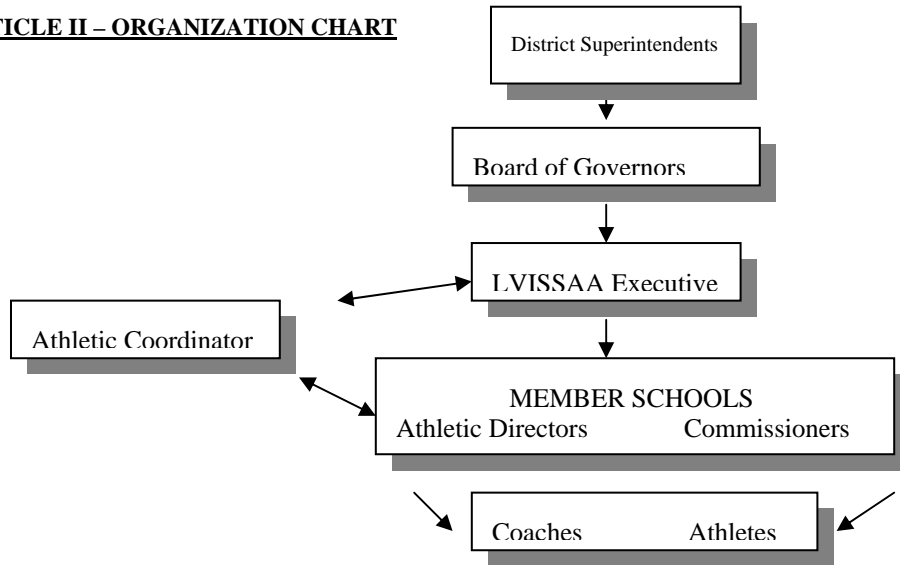 TICLE II – ORGANIZATION CHART
District Superintendents
Board of Governors
LVISSAA Executive
Athletic Coordinator
MEMBER SCHOOLS
Athletic Directors Commissioners
Coaches Athletes